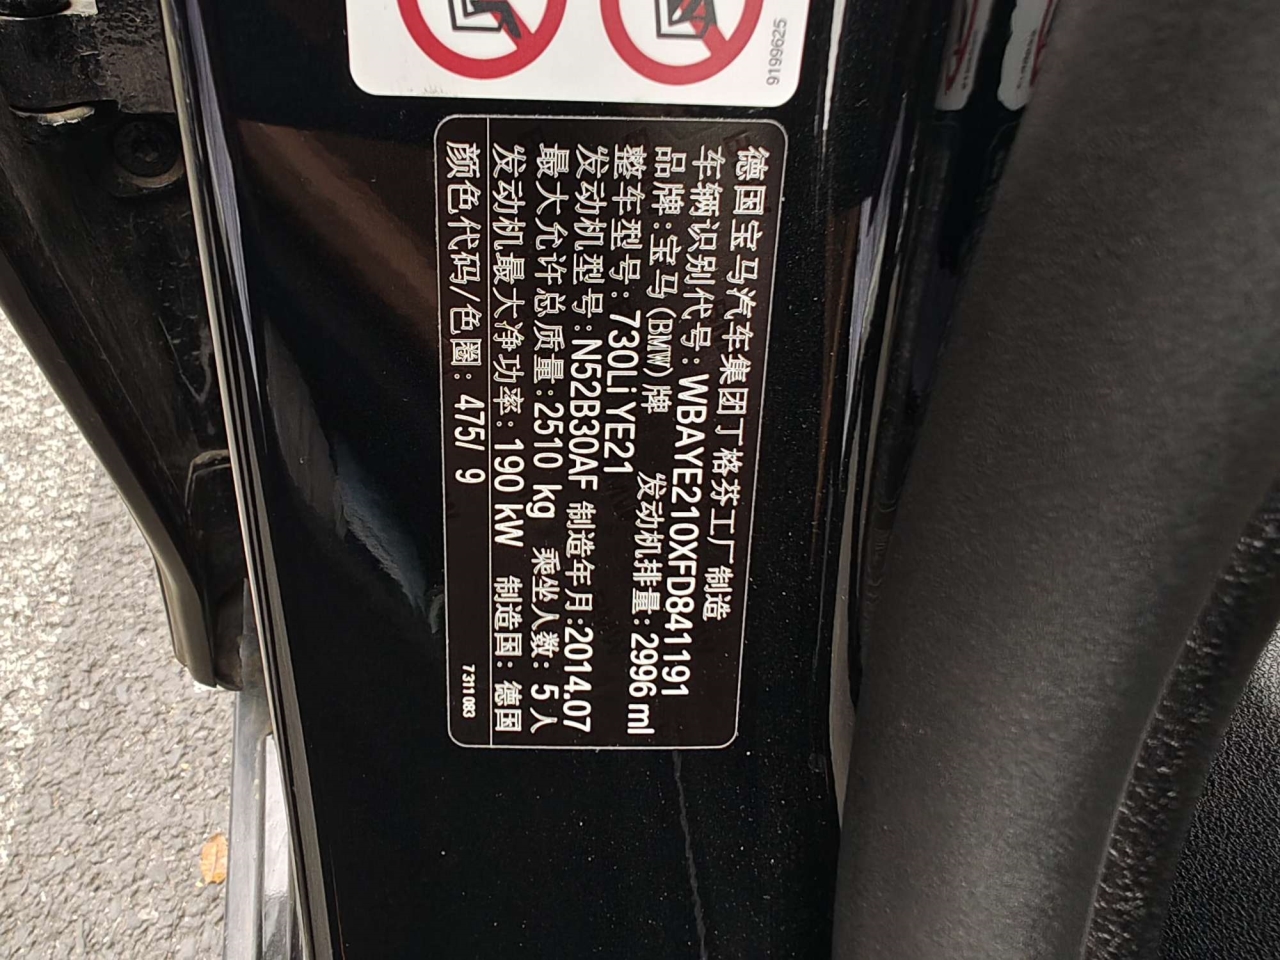 9199625
德国宝马汽车集团丁格芬工厂制造
车辆识别代号: WBAYE210XFD841191
品牌:宝马(BMW)牌 发动机排量: 2996 ml
整车型号: 730Li YE21
发动机型号:N52B30AF 制造年月:2014.07
最大允许总质量:2510 kg 乘坐人数: 5 人
发动机最大净功率: 190 kW 制造国: 德国
颜色代码/色圈: 475/ 9
7311083